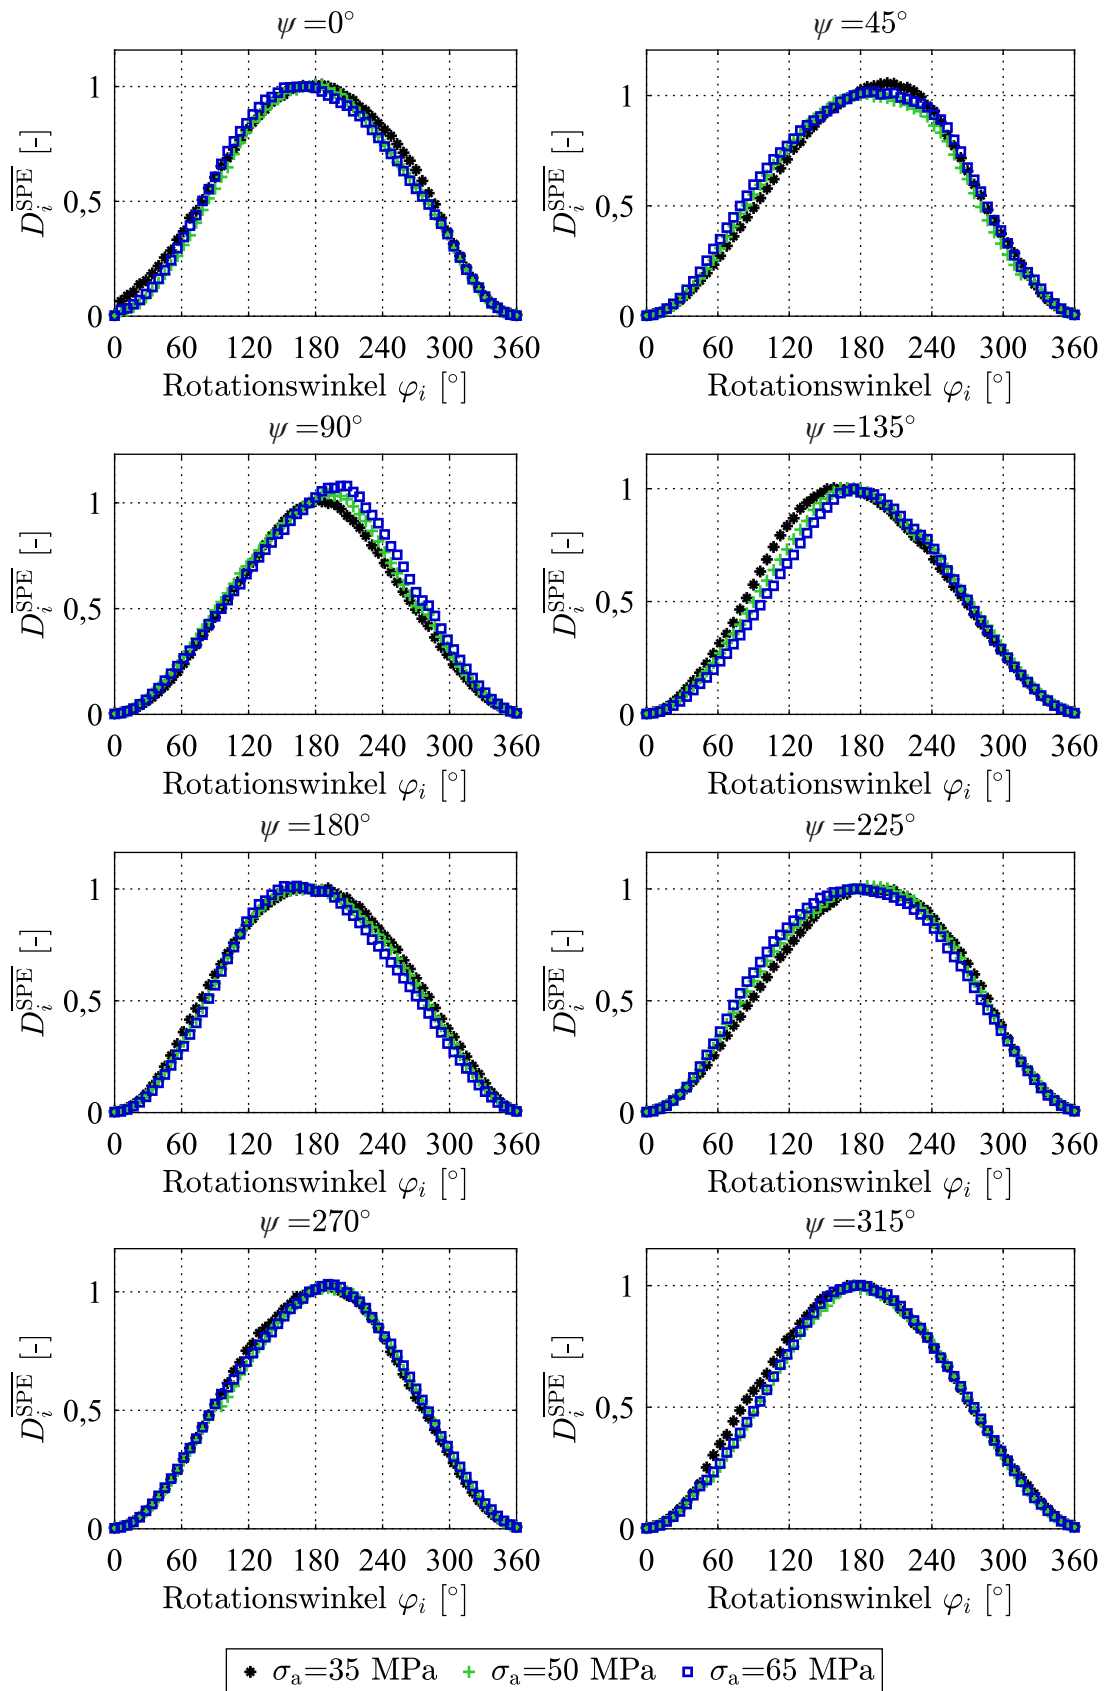 ψ =0°
ψ =45°
1
0,5
0
D_i^SPE [-]
0 60 120 180 240 300 360
Rotationswinkel φ_i [°]
1
0,5
0
D_i^SPE [-]
0 60 120 180 240 300 360
Rotationswinkel φ_i [°]
ψ =90°
ψ =135°
1
0,5
0
D_i^SPE [-]
0 60 120 180 240 300 360
Rotationswinkel φ_i [°]
1
0,5
0
D_i^SPE [-]
0 60 120 180 240 300 360
Rotationswinkel φ_i [°]
ψ =180°
ψ =225°
1
0,5
0
D_i^SPE [-]
0 60 120 180 240 300 360
Rotationswinkel φ_i [°]
1
0,5
0
D_i^SPE [-]
0 60 120 180 240 300 360
Rotationswinkel φ_i [°]
ψ =270°
ψ =315°
1
0,5
0
D_i^SPE [-]
0 60 120 180 240 300 360
Rotationswinkel φ_i [°]
1
0,5
0
D_i^SPE [-]
0 60 120 180 240 300 360
Rotationswinkel φ_i [°]
σ_a=35 MPa σ_a=50 MPa σ_a=65 MPa